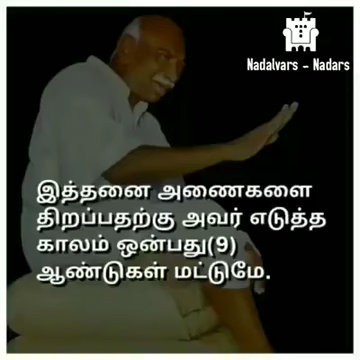 Nadalvars - Nadars
இத்தனை அணைகளை
திறப்பதற்கு அவர் எடுத்த
காலம் ஒன்பது(9)
ஆண்டுகள் மட்டுமே.